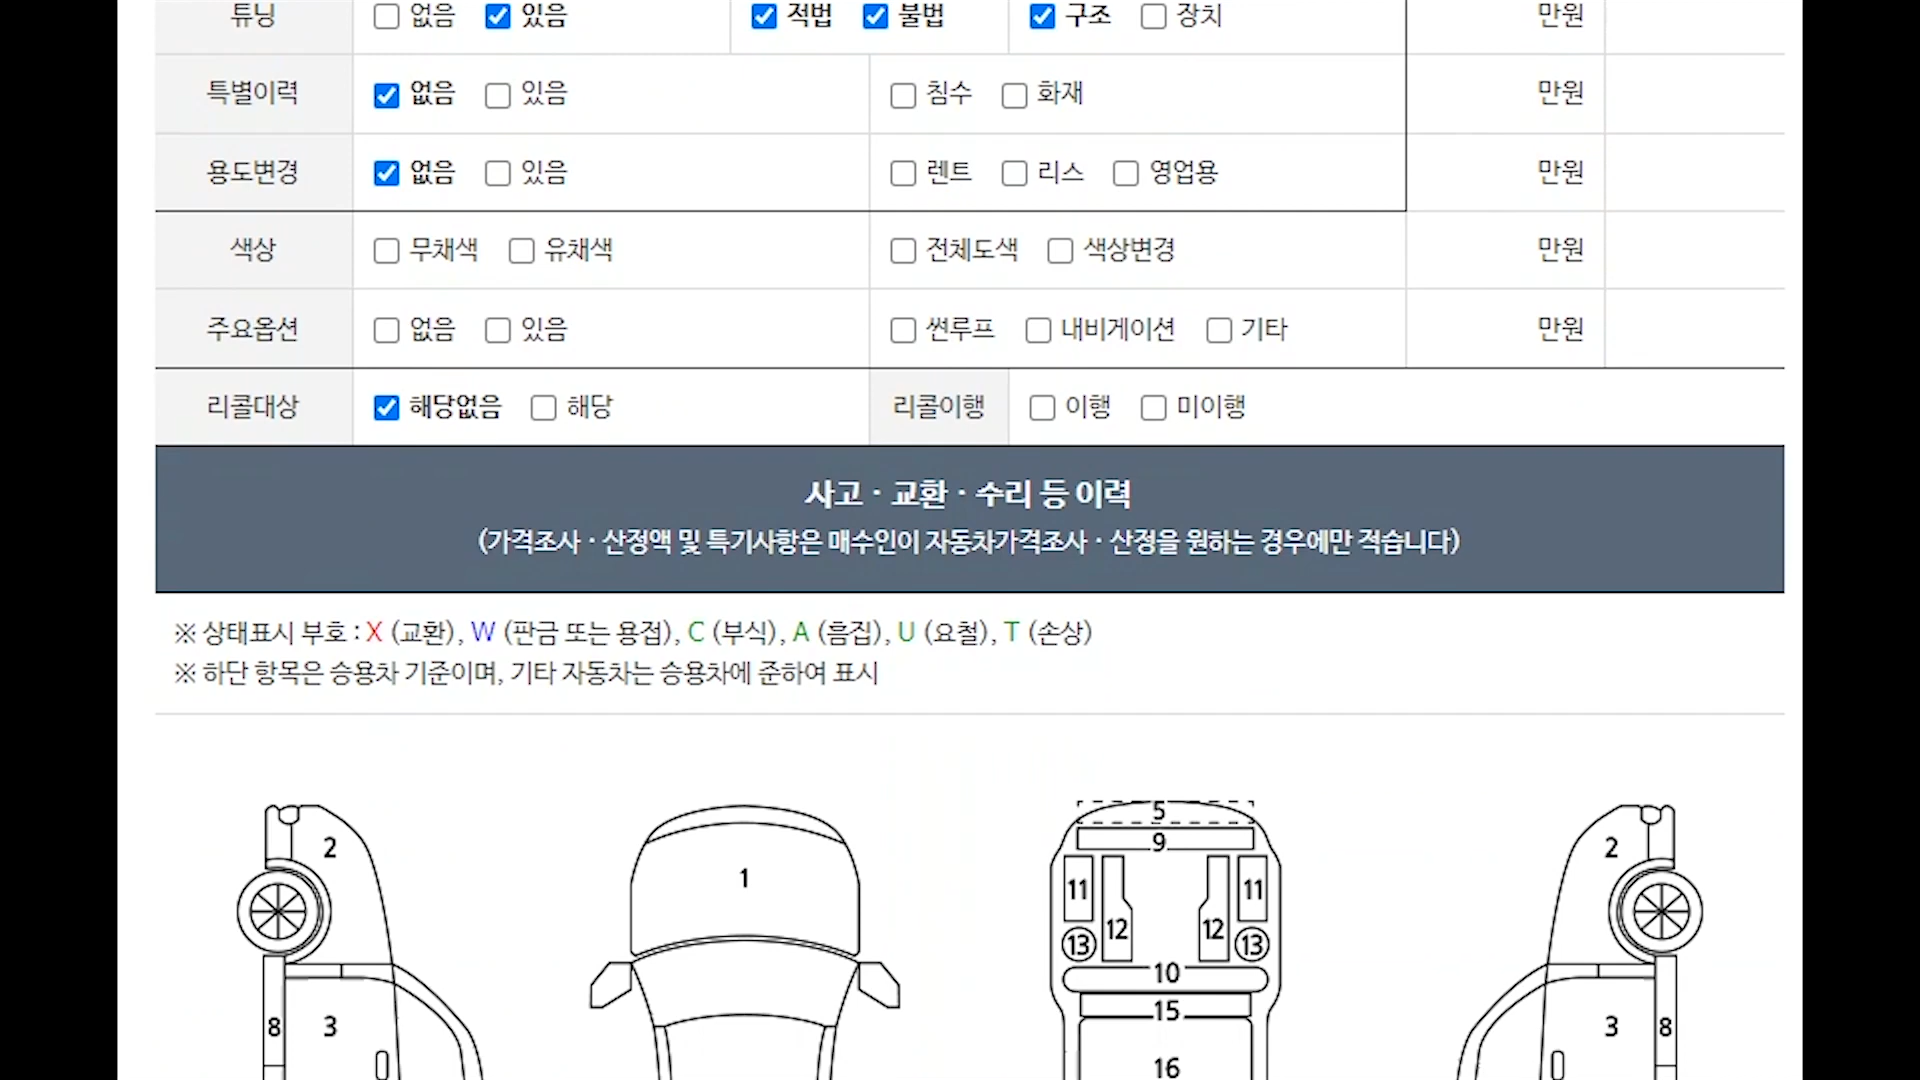 튜닝 없음 있음 적법 불법 구조 장치 만원
특별이력 없음 있음 침수 화재 만원
용도변경 없음 있음 렌트 리스 영업용 만원
색상 무채색 유채색 전체도색 색상변경 만원
주요옵션 없음 있음 썬루프 내비게이션 기타 만원
리콜대상 해당없음 해당 리콜이행 이행 미이행
사고 · 교환 · 수리 등 이력
(가격조사 · 산정액 및 특기사항은 매수인이 자동차가격조사 · 산정을 원하는 경우에만 적습니다)
※ 상태표시 부호 : X (교환), W (판금 또는 용접), C (부식), A (흠집), U (요철), T (손상)
※ 하단 항목은 승용차 기준이며, 기타 자동차는 승용차에 준하여 표시
5
2 9 2
1 11 11
12 12
13 13
10
15
8 3 3 8
16